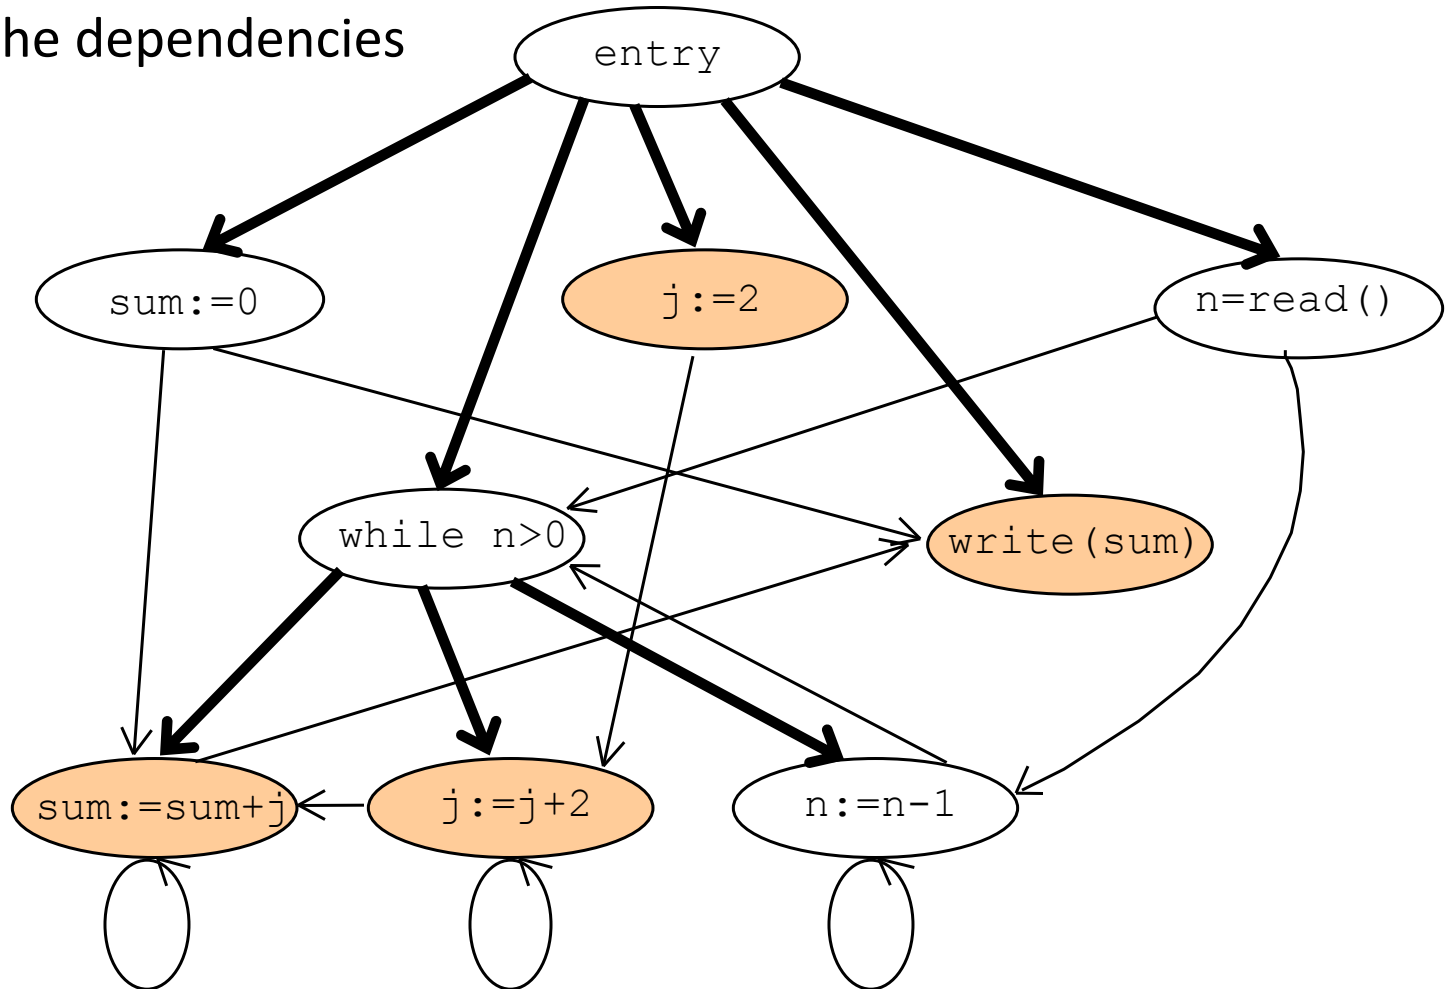 he dependencies
entry
sum:=0
j:=2
n=read()
while n>0
write(sum)
sum:=sum+j
j:=j+2
n:=n-1